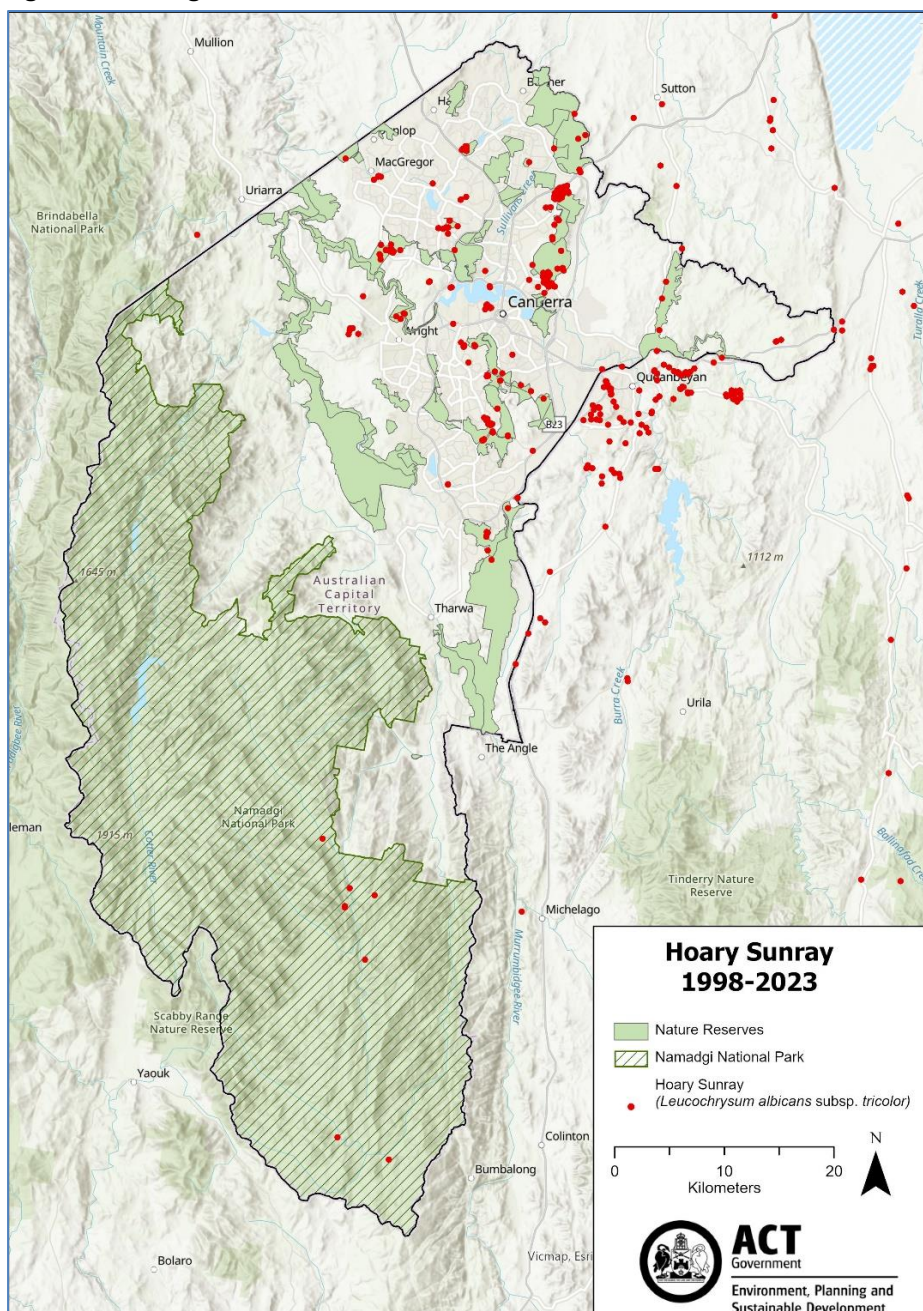 Mullion
Mountain Creek
Sutton
MacGregor
Uriarra
Sullivans Creek
Brindabella
National Park
Canberra
Turalla Creek
Queanbeyan
B23
1645 m
1112 m
Australian
Capital
Territory
Tharwa
Burra Creek
Urila
The Angle
Namadgi
National Park
1915 m
Cotter River
Tinderry Nature
Reserve
Michelago
Murrumbidgee River
Scabby Range
Nature Reserve
Yaouk
Colinton
Bumbalong
Bolaro
Vicmap, Esri
Hoary Sunray
1998-2023
Nature Reserves
Namadgi National Park
Hoary Sunray
(Leucochrysum albicans subsp. tricolor)
N
0 10 20
Kilometers
ACT
Government
Environment, Planning and
Sustainable Development